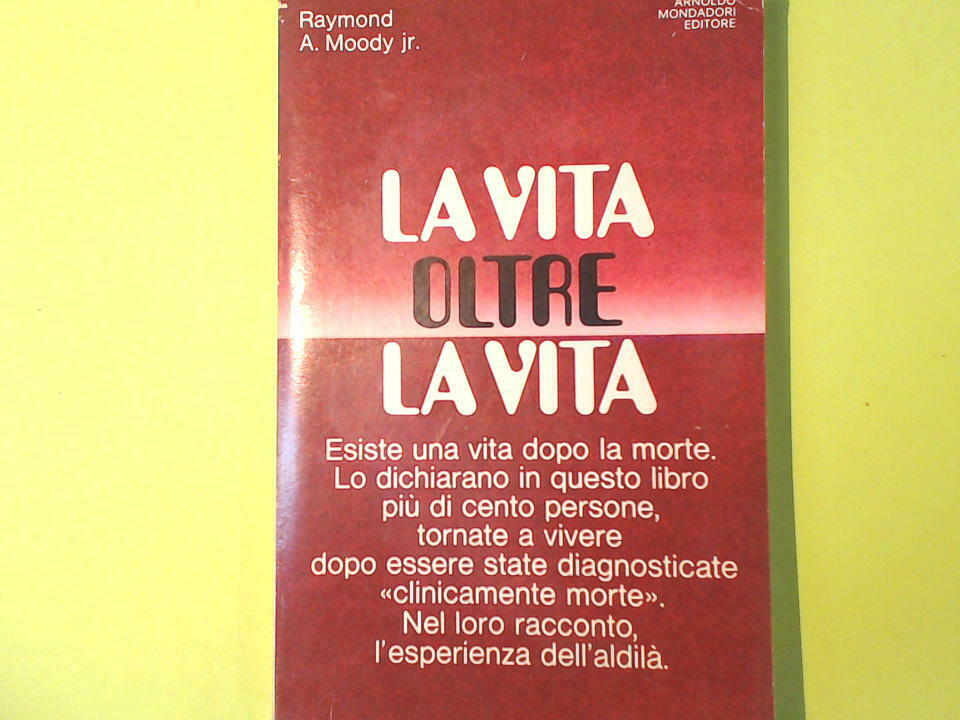 Raymond
A. Moody jr.
ARNOLDO
MONDADORI
EDITORE
LA VITA
OLTRE
LA VITA
Esiste una vita dopo la morte.
Lo dichiarano in questo libro
più di cento persone,
tornate a vivere
dopo essere state diagnosticate
«clinicamente morte».
Nel loro racconto,
l'esperienza dell'aldilà.